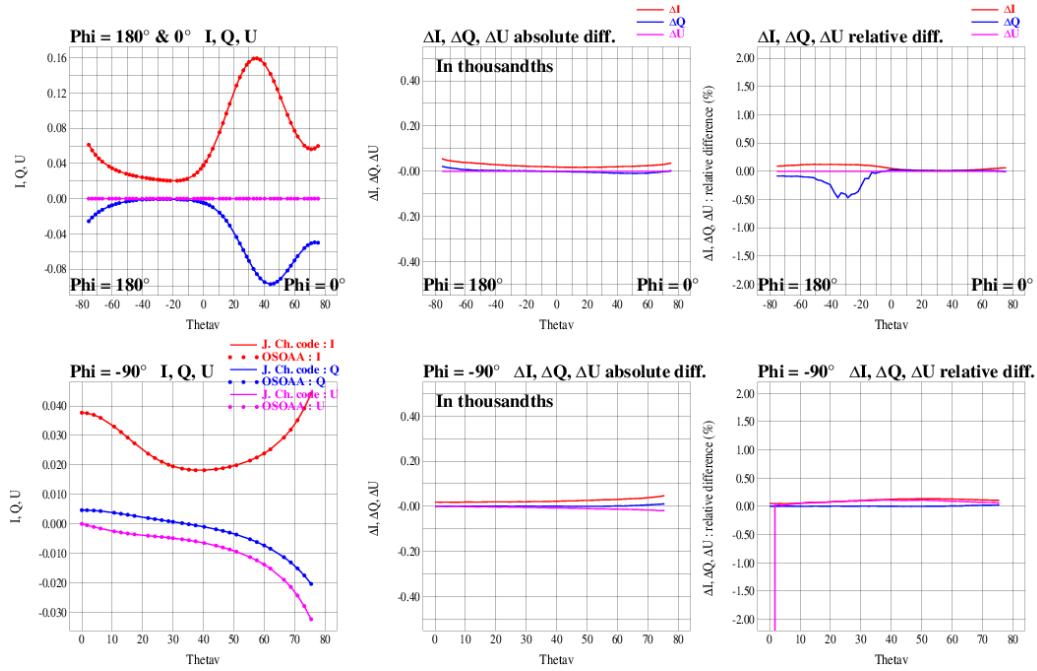 ΔI
ΔQ
ΔU
ΔI
ΔQ
ΔU
Phi = 180° & 0° I, Q, U
ΔI, ΔQ, ΔU absolute diff.
ΔI, ΔQ, ΔU relative diff.
In thousandths
0.16
0.12
0.08
0.04
0.00
-0.04
-0.08
I, Q, U
0.40
0.20
-0.00
-0.20
-0.40
ΔI, ΔQ, ΔU
2.00
1.50
1.00
0.50
0.00
-0.50
-1.00
-1.50
-2.00
ΔI, ΔQ, ΔU : relative difference (%)
Phi = 180°
Phi = 0°
Phi = 180°
Phi = 0°
Phi = 180°
Phi = 0°
-80 -60 -40 -20 0 20 40 60 80
-80 -60 -40 -20 0 20 40 60 80
-80 -60 -40 -20 0 20 40 60 80
Thetav
Thetav
Thetav
J. Ch. code : I
OSOAA : I
J. Ch. code : Q
OSOAA : Q
J. Ch. code : U
OSOAA : U
Phi = -90° I, Q, U
Phi = -90° ΔI, ΔQ, ΔU absolute diff.
Phi = -90° ΔI, ΔQ, ΔU relative diff.
In thousandths
0.040
0.030
0.020
0.010
0.000
-0.010
-0.020
-0.030
I, Q, U
0.40
0.20
-0.00
-0.20
-0.40
ΔI, ΔQ, ΔU
2.00
1.50
1.00
0.50
0.00
-0.50
-1.00
-1.50
-2.00
ΔI, ΔQ, ΔU : relative difference (%)
0 10 20 30 40 50 60 70 80
0 10 20 30 40 50 60 70 80
0 10 20 30 40 50 60 70 80
Thetav
Thetav
Thetav